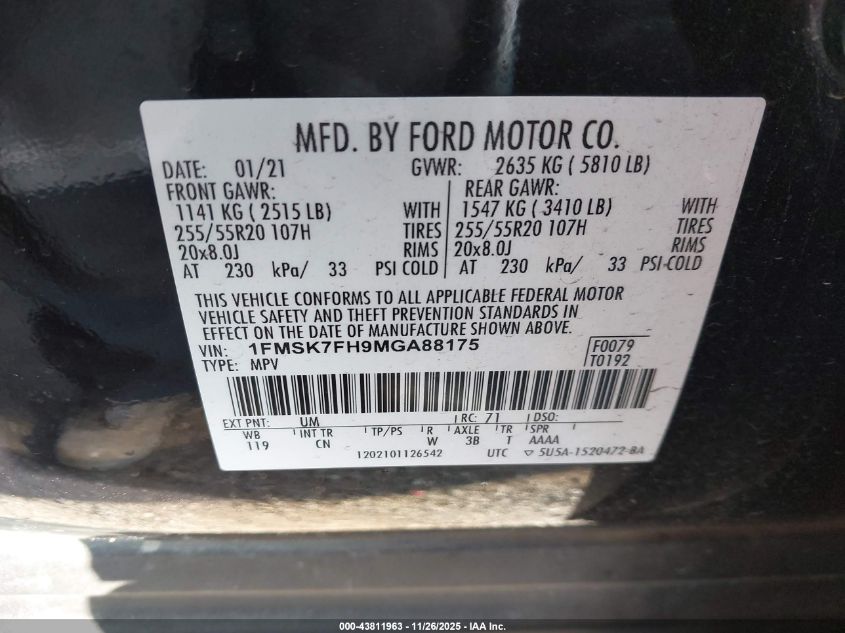 MFD. BY FORD MOTOR CO.
DATE: 01/21 GVWR: 2635 KG ( 5810 LB)
FRONT GAWR: REAR GAWR:
1141 KG ( 2515 LB) WITH 1547 KG ( 3410 LB) WITH
255/55R20 107H TIRES 255/55R20 107H TIRES
20x8.0J RIMS 20x8.0J RIMS
AT 230 kPa/ 33 PSI COLD AT 230 kPa/ 33 PSI-COLD
THIS VEHICLE CONFORMS TO ALL APPLICABLE FEDERAL MOTOR
VEHICLE SAFETY AND THEFT PREVENTION STANDARDS IN
EFFECT ON THE DATE OF MANUFACTURE SHOWN ABOVE.
VIN: 1FMSK7FH9MGA88175 F0079
TYPE: MPV T0192
EXT PNT: UM RC: 71 DSO:
WB INT TR TP/PS R AXLE TR SPR
119 CN W 3B T AAAA
1202101126542 UTC ▽ 5U5A-1520472-BA
000-43811963 - 11/26/2025 - IAA Inc.